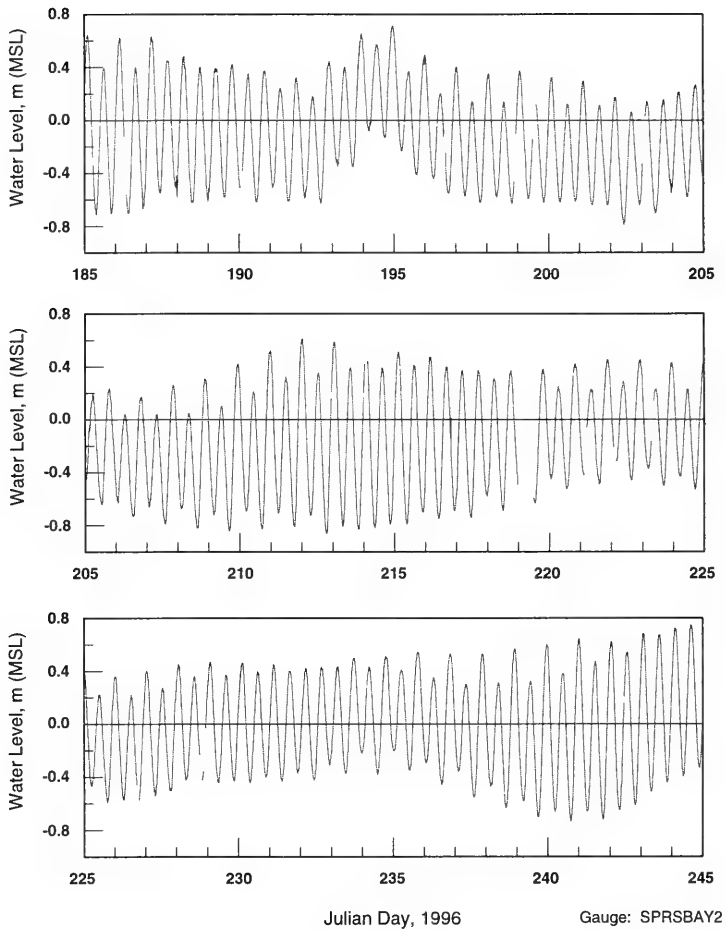 0.8
0.4
0.0
-0.4
-0.8
Water Level, m (MSL)
185 190 195 200 205
0.8
0.4
0.0
-0.4
-0.8
Water Level, m (MSL)
205 210 215 220 225
0.8
0.4
0.0
-0.4
-0.8
Water Level, m (MSL)
225 230 235 240 245
Julian Day, 1996 Gauge: SPRSBAY2